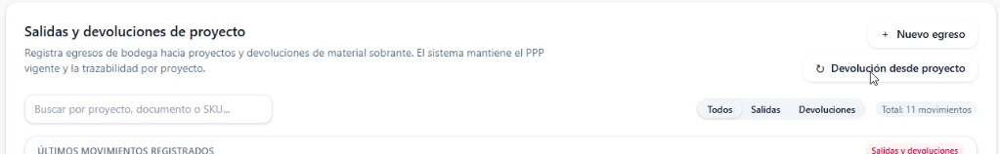 Salidas y devoluciones de proyecto
Registra egresos de bodega hacia proyectos y devoluciones de material sobrante. El sistema mantiene el PPP
vigente y la trazabilidad por proyecto.
+ Nuevo egreso
↻ Devolución desde proyecto
Buscar por proyecto, documento o SKU...
Todos Salidas Devoluciones Total: 11 movimientos
ÚLTIMOS MOVIMIENTOS REGISTRADOS Salidas y devoluciones